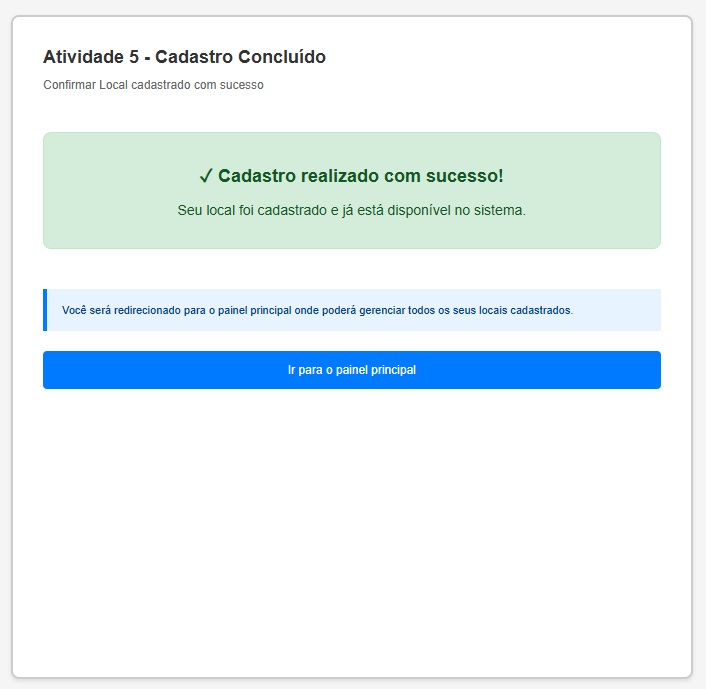 Atividade 5 - Cadastro Concluído
Confirmar Local cadastrado com sucesso
✓ Cadastro realizado com sucesso!
Seu local foi cadastrado e já está disponível no sistema.
Você será redirecionado para o painel principal onde poderá gerenciar todos os seus locais cadastrados.
Ir para o painel principal